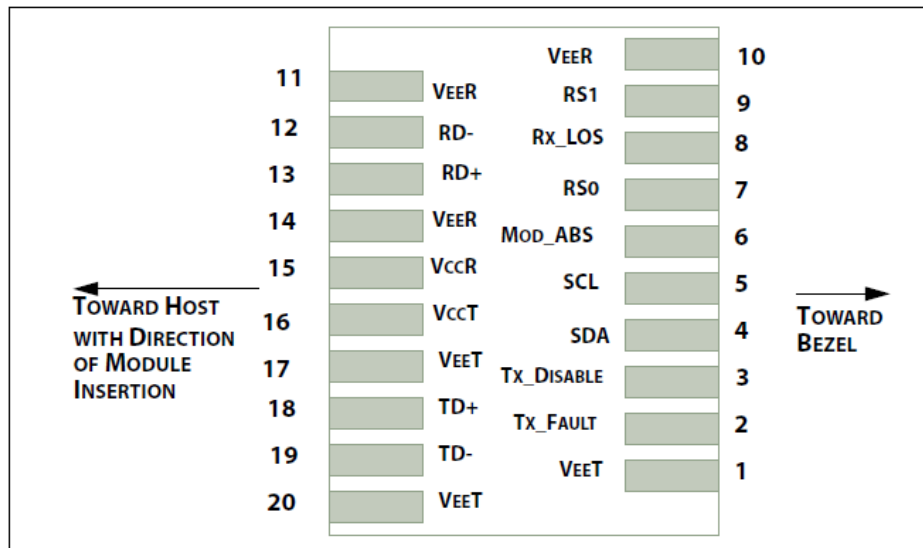 11 VEER
12 RD-
13 RD+
14 VEER
15 VCCR
16 VCCT
17 VEET
18 TD+
19 TD-
20 VEET
VEER 10
RS1 9
RX_LOS 8
RS0 7
MOD_ABS 6
SCL 5
SDA 4
TX_DISABLE 3
TX_FAULT 2
VEET 1
TOWARD HOST
WITH DIRECTION
OF MODULE
INSERTION
TOWARD
BEZEL